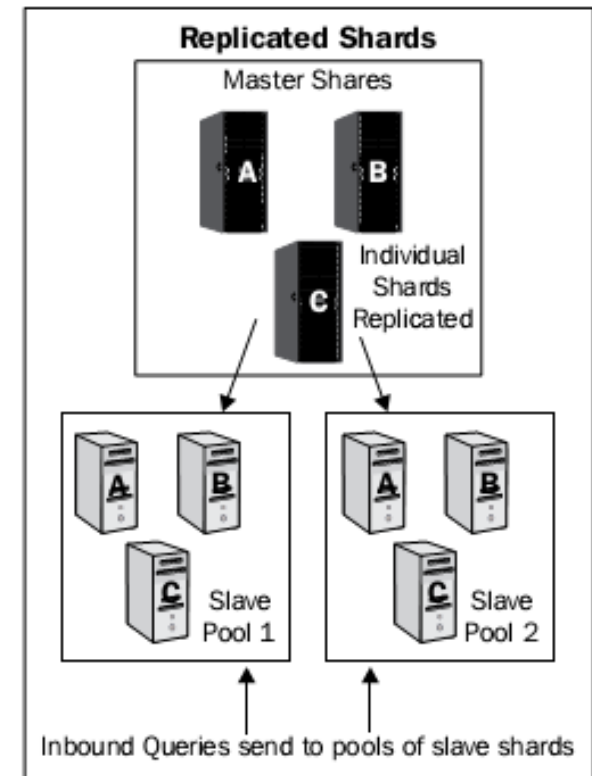 Replicated Shards
Master Shares
A
B
C
Individual
Shards
Replicated
A
B
C
Slave
Pool 1
A
B
C
Slave
Pool 2
Inbound Queries send to pools of slave shards